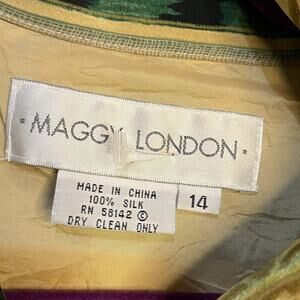 MAGGY LONDON
MADE IN CHINA
100% SILK
RN 58142 ©
DRY CLEAN ONLY
14